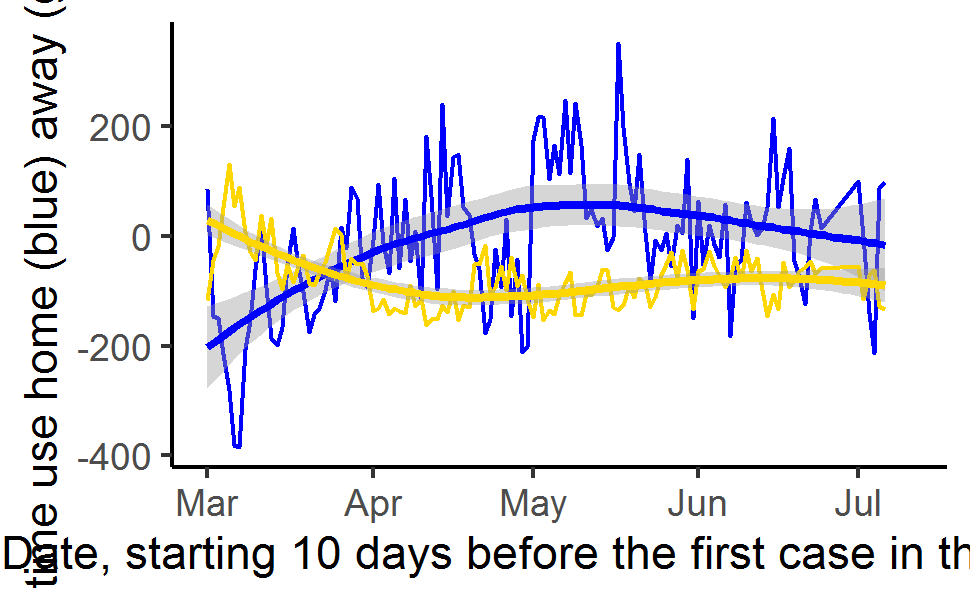 time use home (blue) away (
200
0
-200
-400
Mar Apr May Jun Jul
Date, starting 10 days before the first case in th